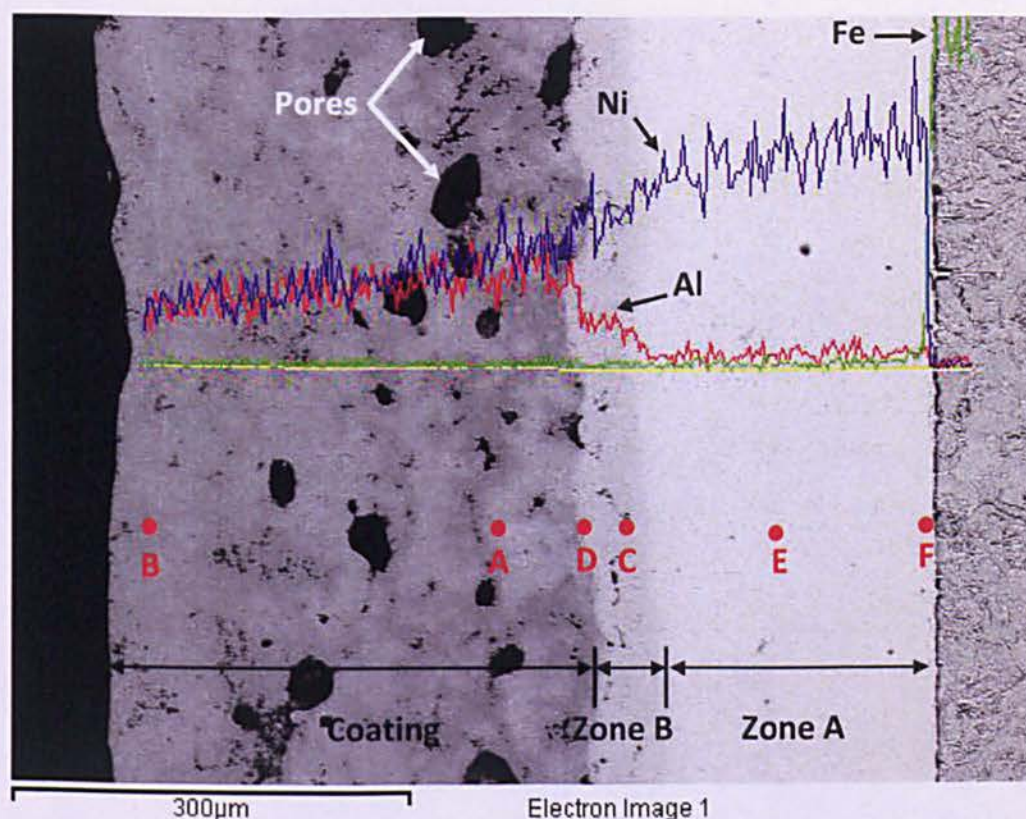 Fe
Pores
Ni
Al
B A D C E F
Coating Zone B Zone A
300µm Electron Image 1